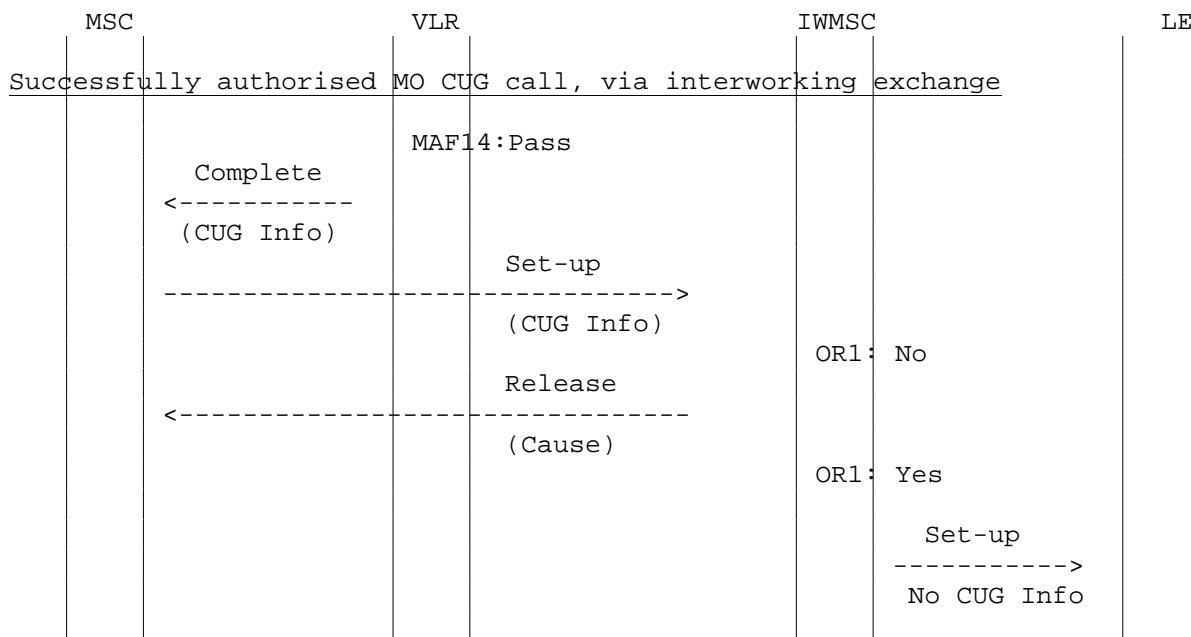 MSC VLR IWMSC LE
Successfully authorised MO CUG call, via interworking exchange
MAF14:Pass
Complete
<-----------
(CUG Info)
Set-up
-------------------------------->
(CUG Info)
OR1: No
Release
<--------------------------------
(Cause)
OR1: Yes
Set-up
----------->
No CUG Info